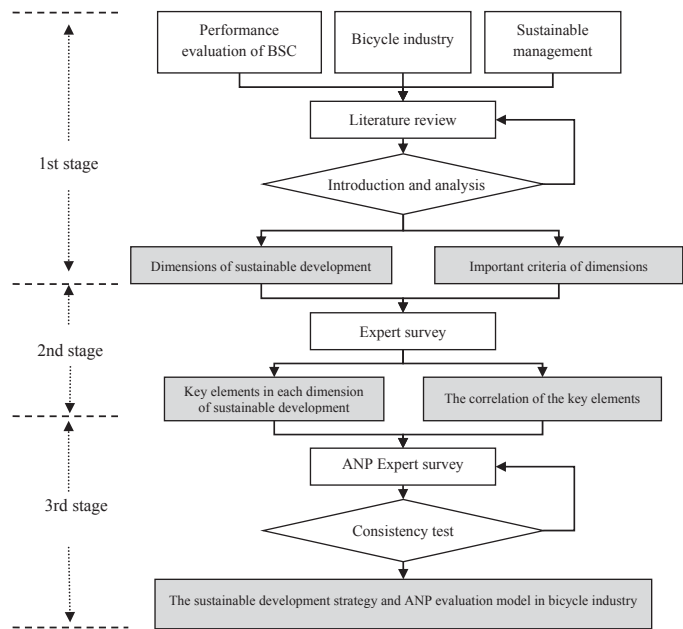 Performance
evaluation of BSC
Bicycle industry
Sustainable
management
Literature review
1st stage
Introduction and analysis
Dimensions of sustainable development
Important criteria of dimensions
Expert survey
2nd stage
Key elements in each dimension
of sustainable development
The correlation of the key elements
ANP Expert survey
3rd stage
Consistency test
The sustainable development strategy and ANP evaluation model in bicycle industry